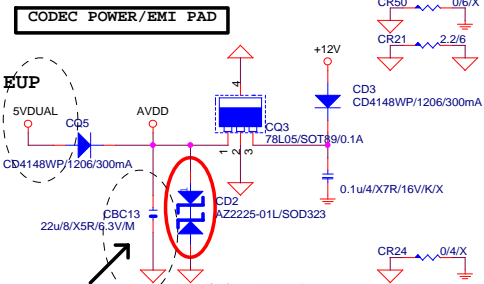 CODEC POWER/EMI PAD
CR50 0/6/X
CR21 2.2/6
+12V
EUP
5VDUAL
AVDD
4
CD3
CD4148WP/1206/300mA
CQ5
CQ3
78L05/SOT89/0.1A
1 2 3
CD4148WP/1206/300mA
0.1u/4/X7R/16V/K/X
CD2
AZ2225-01L/SOD323
CBC13
22u/8/X5R/6.3V/M
CR24 0/4/X